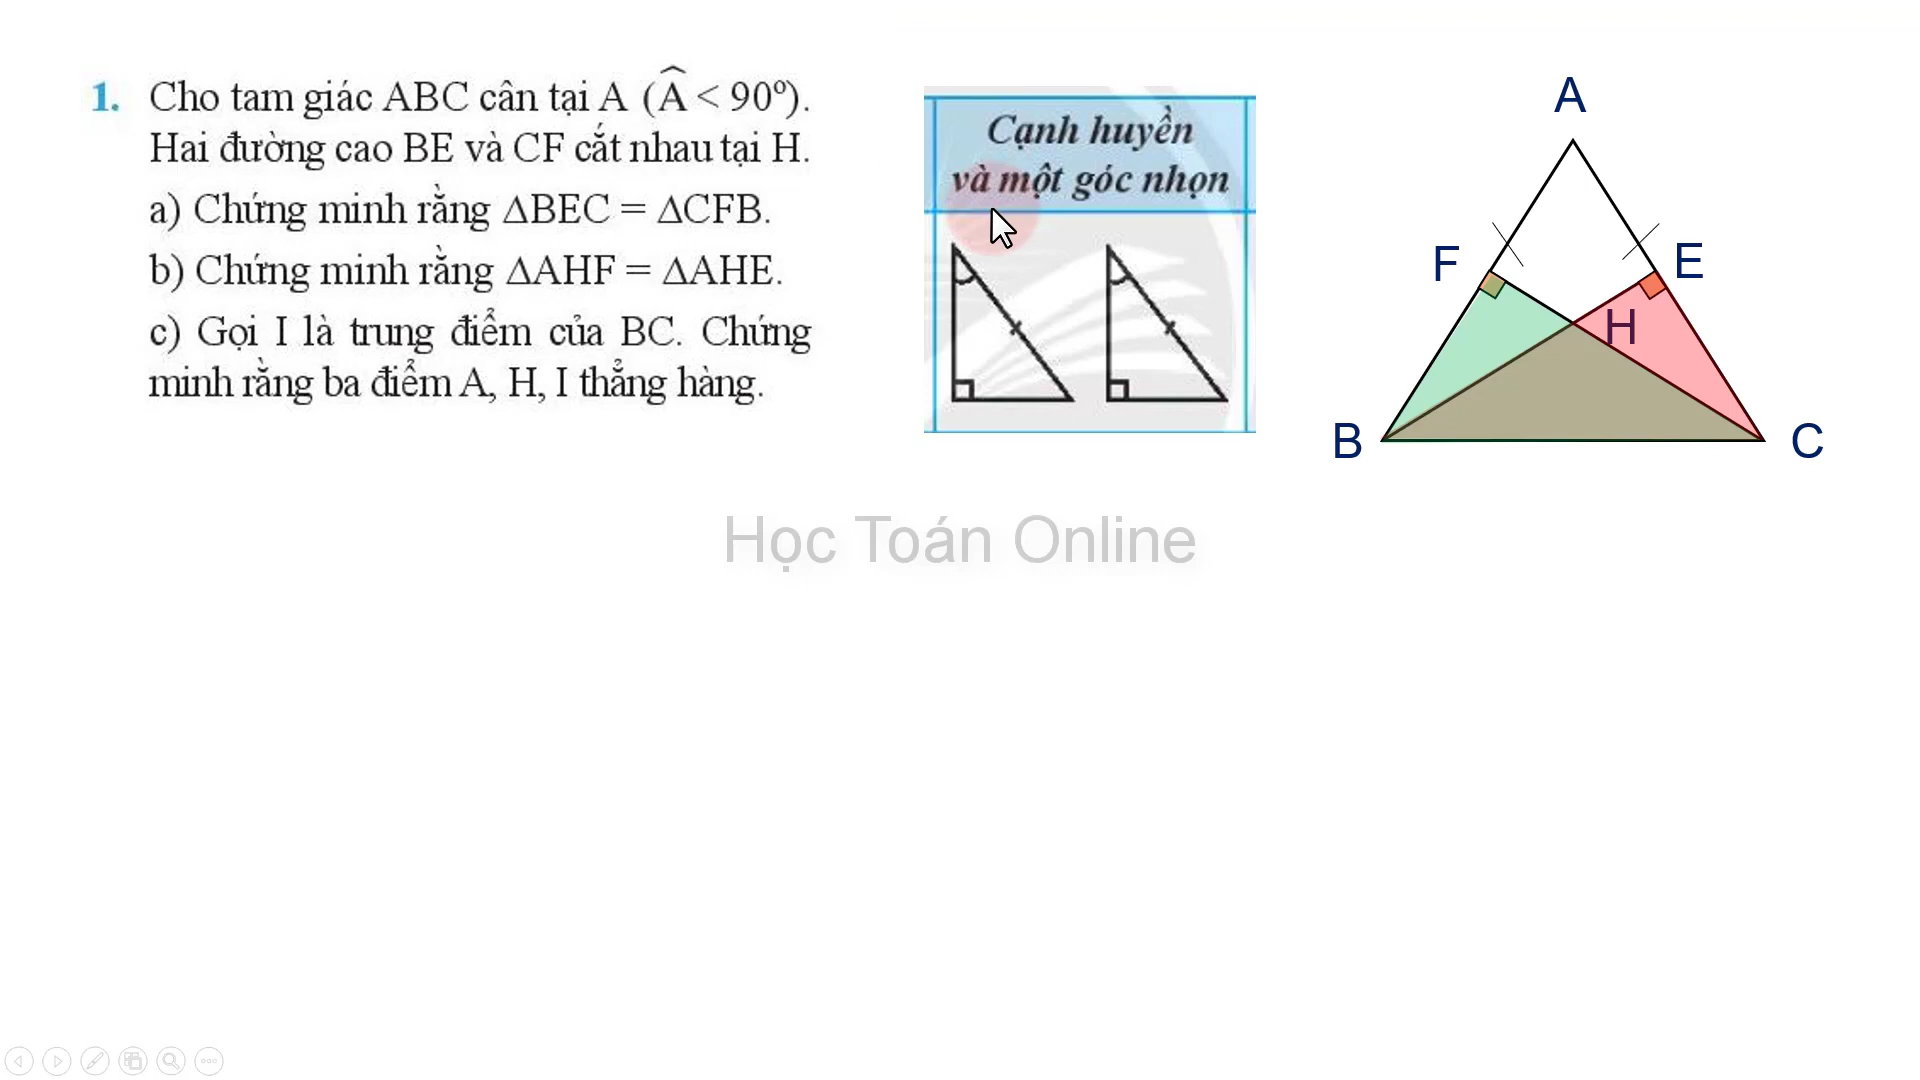 1. Cho tam giác ABC cân tại A (Â < 90º).
Hai đường cao BE và CF cắt nhau tại H.
a) Chứng minh rằng ΔBEC = ΔCFB.
b) Chứng minh rằng ΔAHF = ΔAHE.
c) Gọi I là trung điểm của BC. Chứng
minh rằng ba điểm A, H, I thẳng hàng.
Cạnh huyền
và một góc nhọn
A
F
E
H
B
C
Học Toán Online